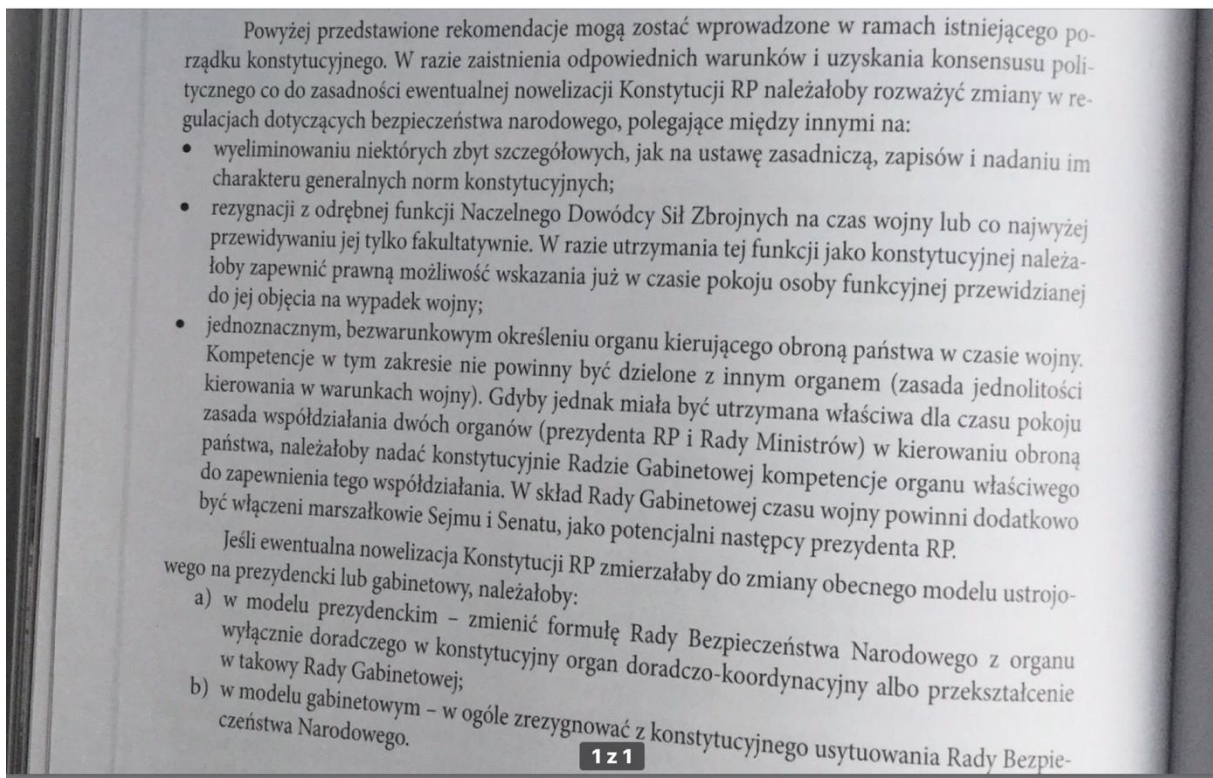 Powyżej przedstawione rekomendacje mogą zostać wprowadzone w ramach istniejącego po-
rządku konstytucyjnego. W razie zaistnienia odpowiednich warunków i uzyskania konsensusu poli-
tycznego co do zasadności ewentualnej nowelizacji Konstytucji RP należałoby rozważyć zmiany w re-
gulacjach dotyczących bezpieczeństwa narodowego, polegające między innymi na:
• wyeliminowaniu niektórych zbyt szczegółowych, jak na ustawę zasadniczą, zapisów i nadaniu im
charakteru generalnych norm konstytucyjnych;
• rezygnacji z odrębnej funkcji Naczelnego Dowódcy Sił Zbrojnych na czas wojny lub co najwyżej
przewidywaniu jej tylko fakultatywnie. W razie utrzymania tej funkcji jako konstytucyjnej należa-
łoby zapewnić prawną możliwość wskazania już w czasie pokoju osoby funkcyjnej przewidzianej
do jej objęcia na wypadek wojny;
• jednoznacznym, bezwarunkowym określeniu organu kierującego obroną państwa w czasie wojny.
Kompetencje w tym zakresie nie powinny być dzielone z innym organem (zasada jednolitości
kierowania w warunkach wojny). Gdyby jednak miała być utrzymana właściwa dla czasu pokoju
zasada współdziałania dwóch organów (prezydenta RP i Rady Ministrów) w kierowaniu obroną
państwa, należałoby nadać konstytucyjnie Radzie Gabinetowej kompetencje organu właściwego
do zapewnienia tego współdziałania. W skład Rady Gabinetowej czasu wojny powinni dodatkowo
być włączeni marszałkowie Sejmu i Senatu, jako potencjalni następcy prezydenta RP.
Jeśli ewentualna nowelizacja Konstytucji RP zmierzałaby do zmiany obecnego modelu ustrojo-
wego na prezydencki lub gabinetowy, należałoby:
a) w modelu prezydenckim – zmienić formułę Rady Bezpieczeństwa Narodowego z organu
wyłącznie doradczego w konstytucyjny organ doradczo-koordynacyjny albo przekształcenie
w takowy Rady Gabinetowej;
b) w modelu gabinetowym – w ogóle zrezygnować z konstytucyjnego usytuowania Rady Bezpie-
czeństwa Narodowego.
1 z 1